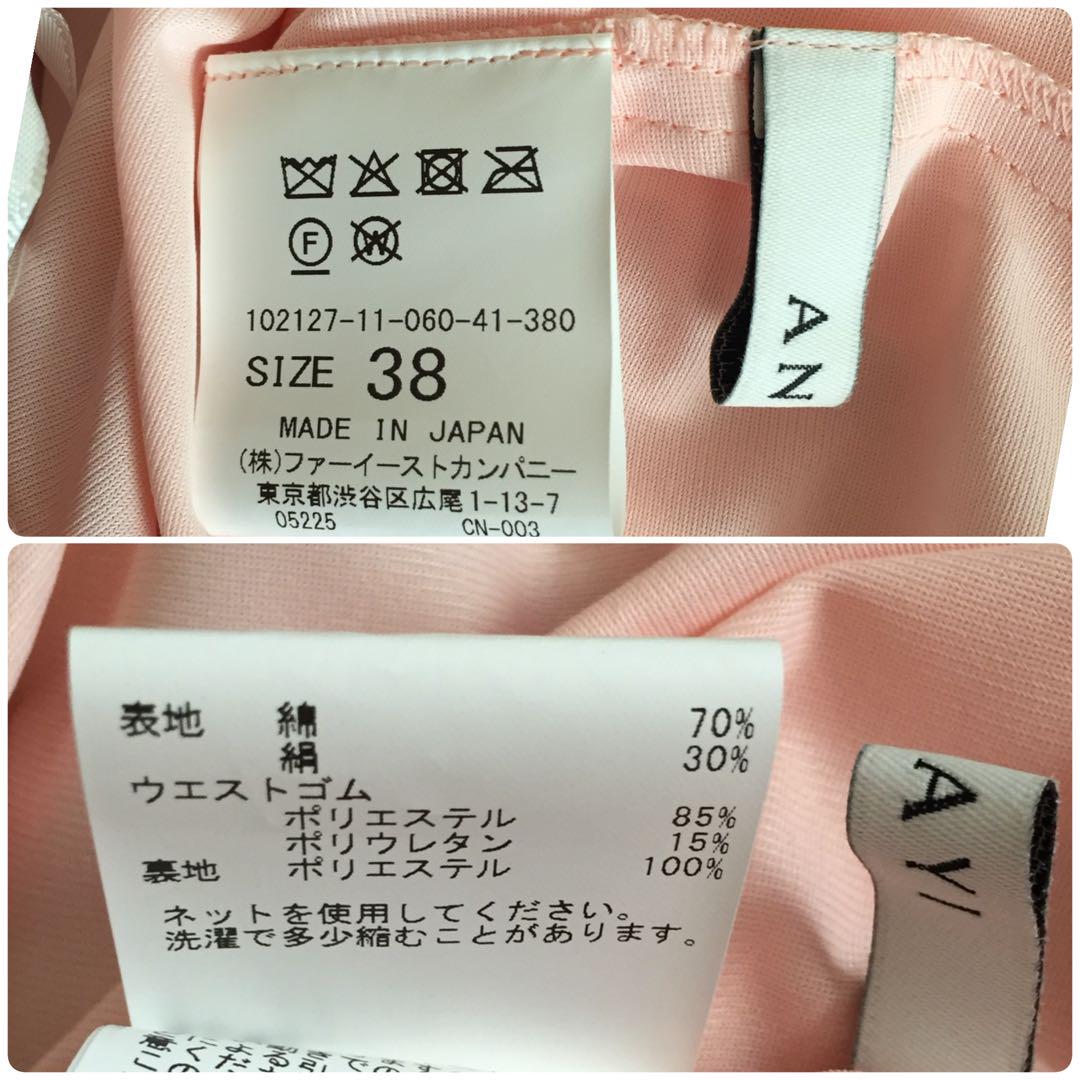 102127-11-060-41-380
SIZE 38
MADE IN JAPAN
(株)ファーイーストカンパニー
東京都渋谷区広尾1-13-7
05225 CN-003
AN
表地 綿 70%
絹 30%
ウエストゴム
ポリエステル 85%
ポリウレタン 15%
裏地 ポリエステル 100%
ネットを使用してください。
洗濯で多少縮むことがあります。
AY